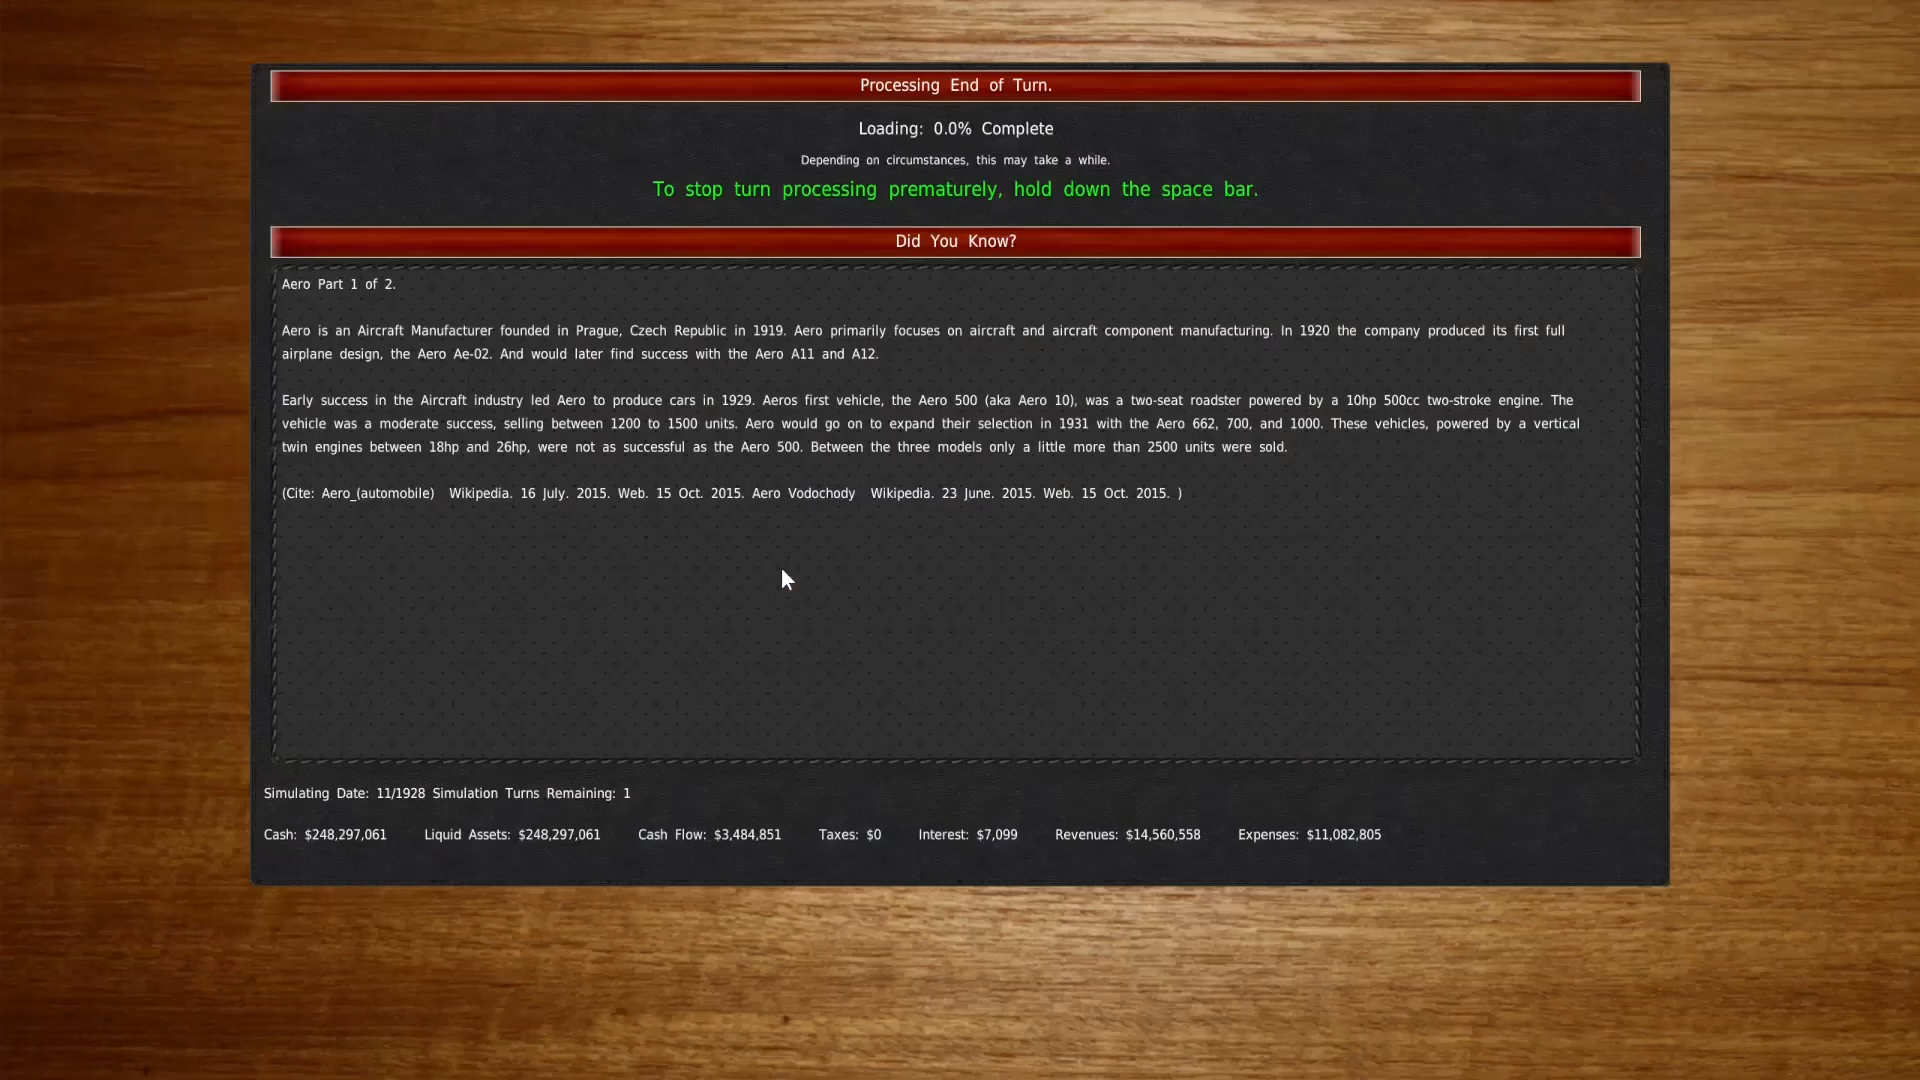 Processing End of Turn.
Loading: 0.0% Complete
Depending on circumstances, this may take a while.
To stop turn processing prematurely, hold down the space bar.
Did You Know?
Aero Part 1 of 2.
Aero is an Aircraft Manufacturer founded in Prague, Czech Republic in 1919. Aero primarily focuses on aircraft and aircraft component manufacturing. In 1920 the company produced its first full
airplane design, the Aero Ae-02. And would later find success with the Aero A11 and A12.
Early success in the Aircraft industry led Aero to produce cars in 1929. Aeros first vehicle, the Aero 500 (aka Aero 10), was a two-seat roadster powered by a 10hp 500cc two-stroke engine. The
vehicle was a moderate success, selling between 1200 to 1500 units. Aero would go on to expand their selection in 1931 with the Aero 662, 700, and 1000. These vehicles, powered by a vertical
twin engines between 18hp and 26hp, were not as successful as the Aero 500. Between the three models only a little more than 2500 units were sold.
(Cite: Aero_(automobile) Wikipedia. 16 July. 2015. Web. 15 Oct. 2015. Aero Vodochody Wikipedia. 23 June. 2015. Web. 15 Oct. 2015. )
Simulating Date: 11/1928 Simulation Turns Remaining: 1
Cash: $248,297,061 Liquid Assets: $248,297,061 Cash Flow: $3,484,851 Taxes: $0 Interest: $7,099 Revenues: $14,560,558 Expenses: $11,082,805